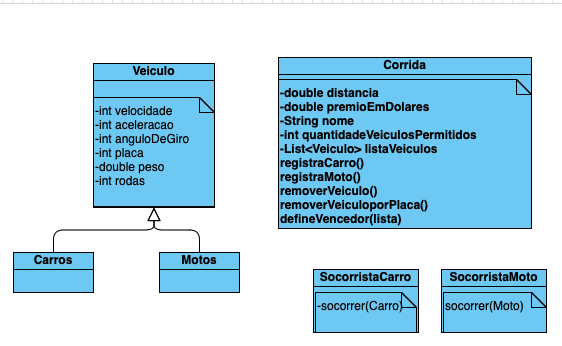 Veiculo
-int velocidade
-int aceleracao
-int anguloDeGiro
-int placa
-double peso
-int rodas
Carros
Motos
Corrida
-double distancia
-double premioEmDolares
-String nome
-int quantidadeVeiculosPermitidos
-List<Veiculo> listaVeiculos
registraCarro()
registraMoto()
removerVeiculo()
removerVeiculoporPlaca()
defineVencedor(lista)
SocorristaCarro
-socorrer(Carro)
SocorristaMoto
socorrer(Moto)